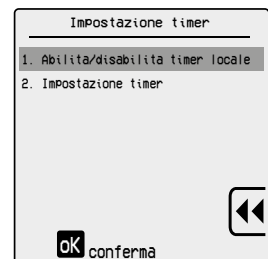 Impostazione timer
1. Abilita/disabilita timer locale
2. Impostazione timer
OK conferma